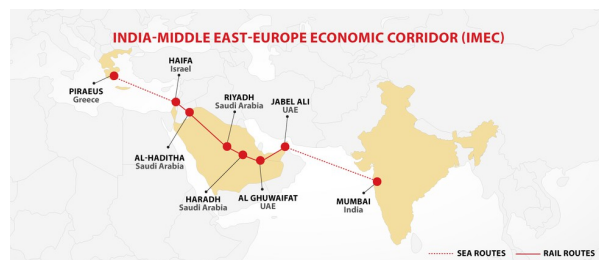 INDIA-MIDDLE EAST-EUROPE ECONOMIC CORRIDOR (IMEC)
HAIFA
Israel
PIRAEUS
Greece
RIYADH
Saudi Arabia
JABEL ALI
UAE
AL-HADITHA
Saudi Arabia
HARADH
Saudi Arabia
AL GHUWAIFAT
UAE
MUMBAI
India
SEA ROUTES
RAIL ROUTES